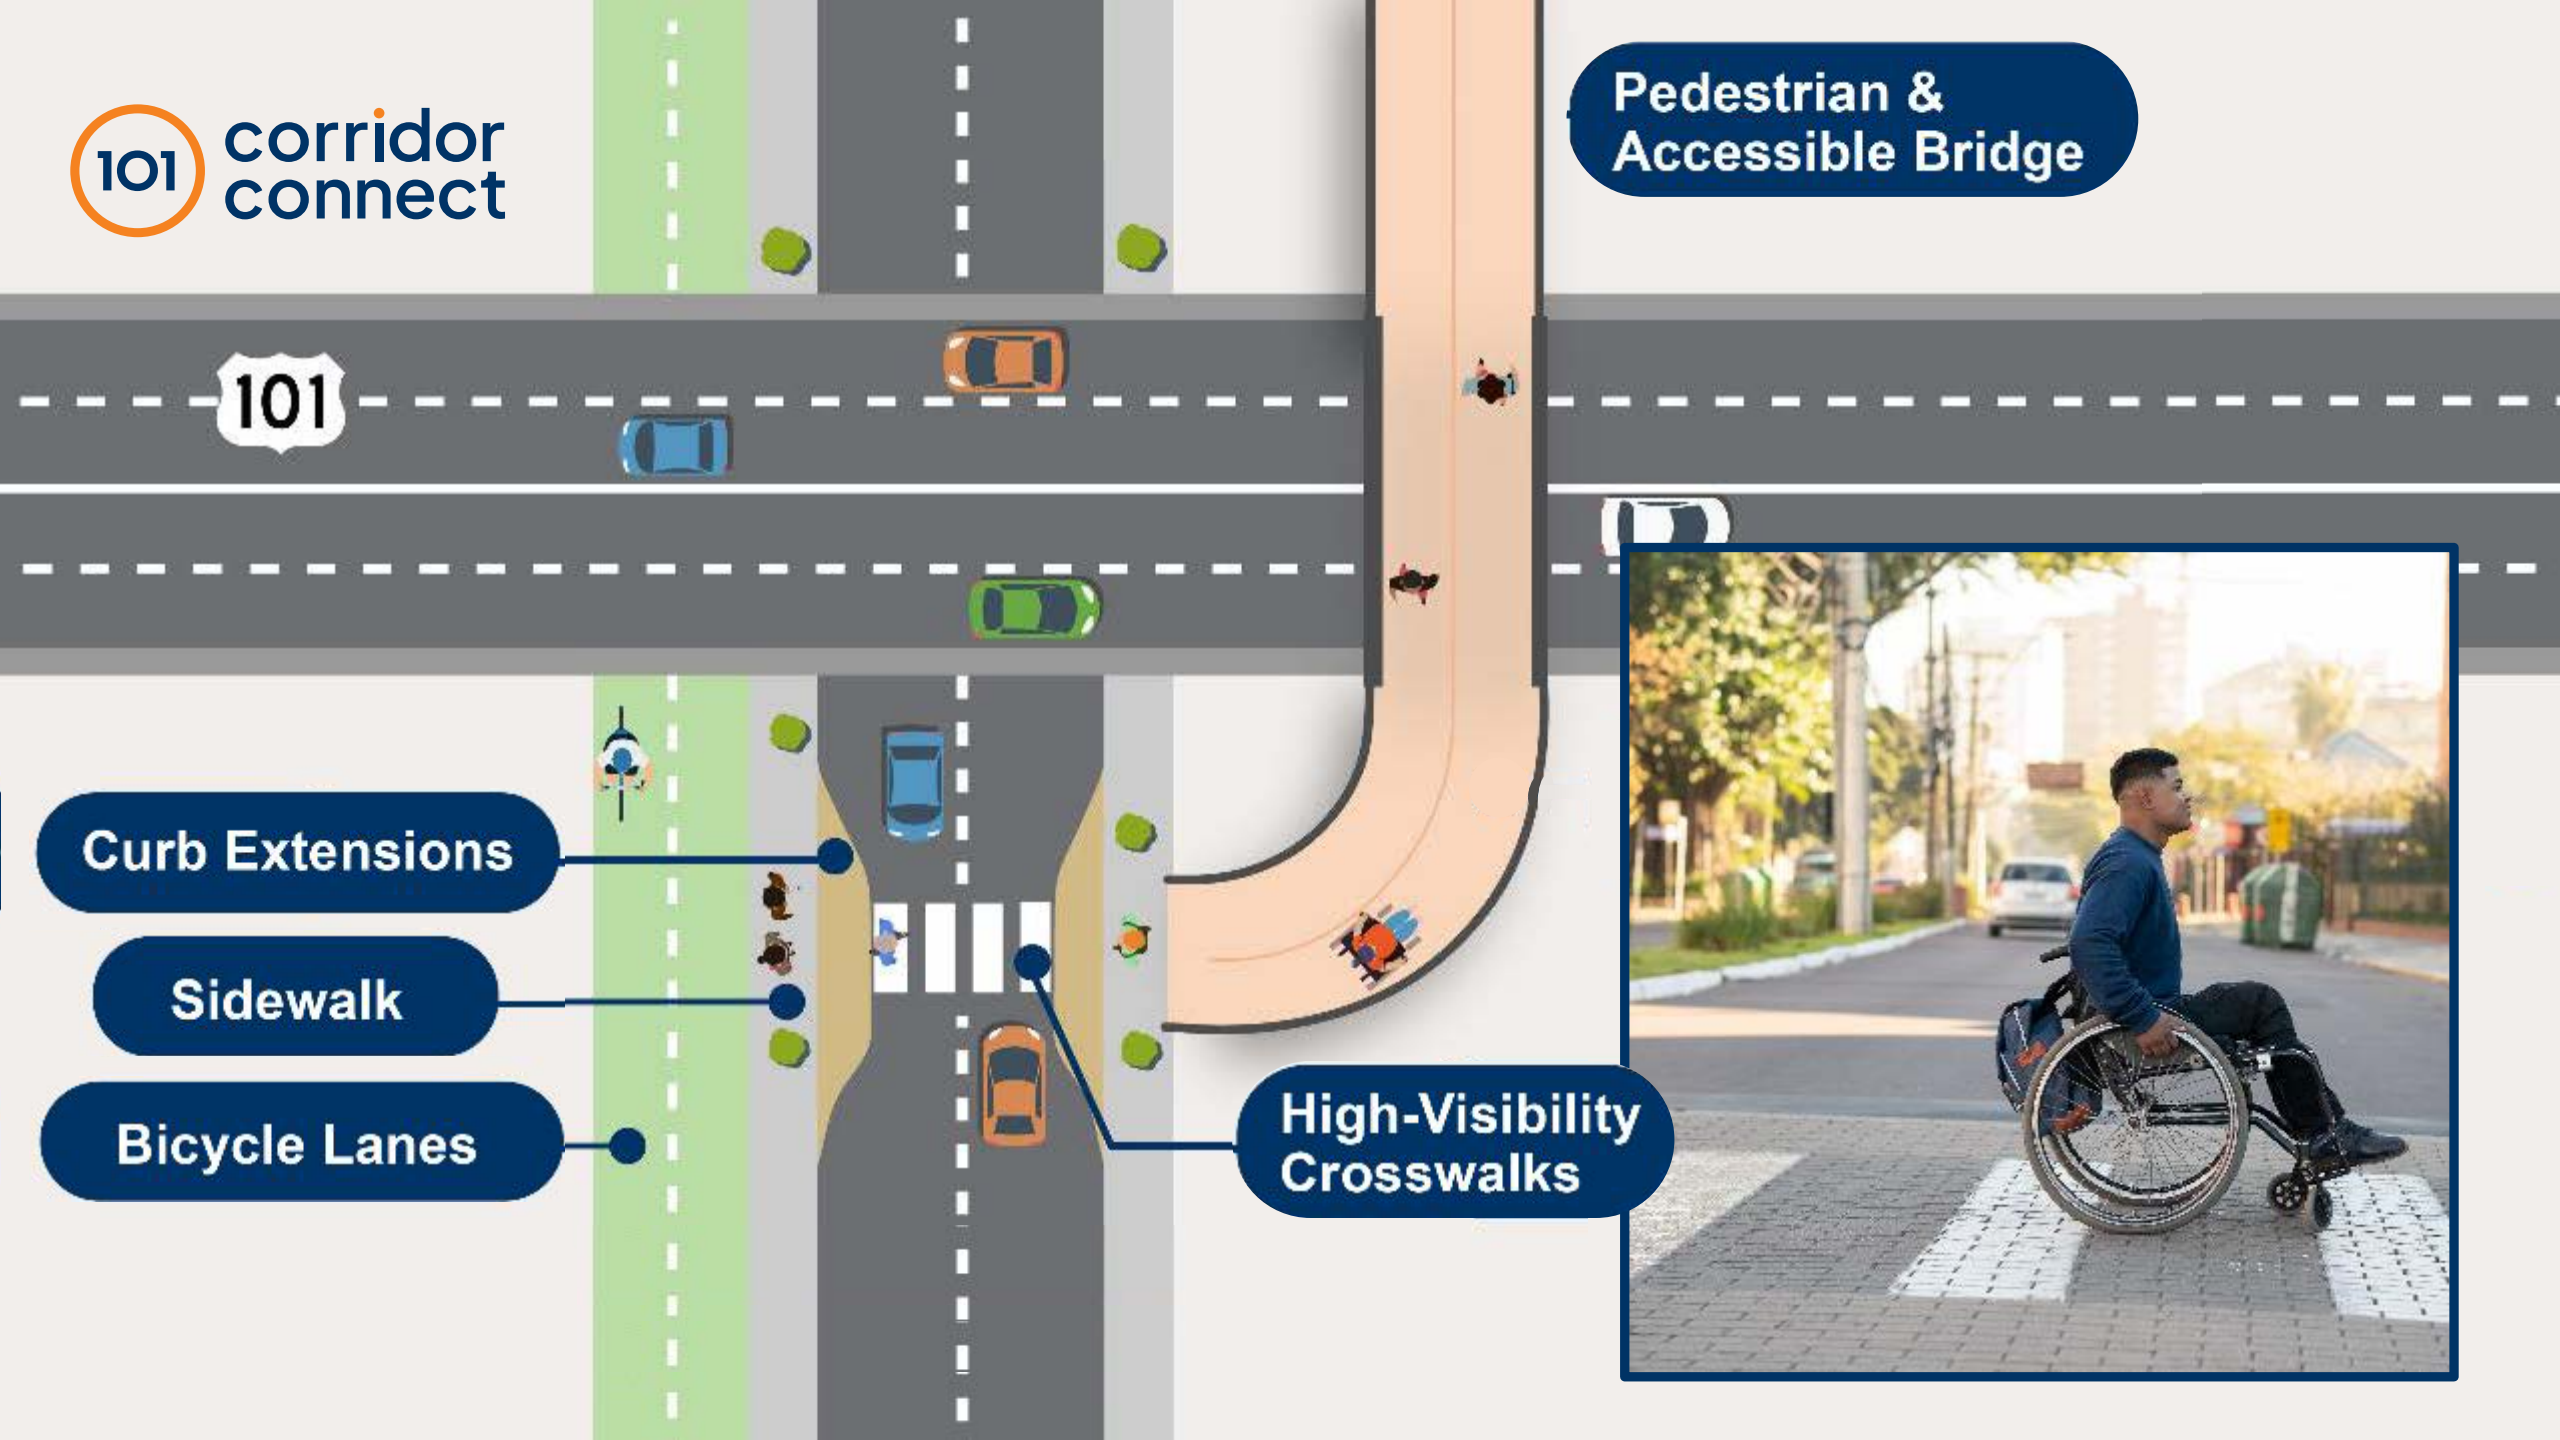 101
corridor
connect
Pedestrian &
Accessible Bridge
101
Curb Extensions
Sidewalk
Bicycle Lanes
High-Visibility
Crosswalks